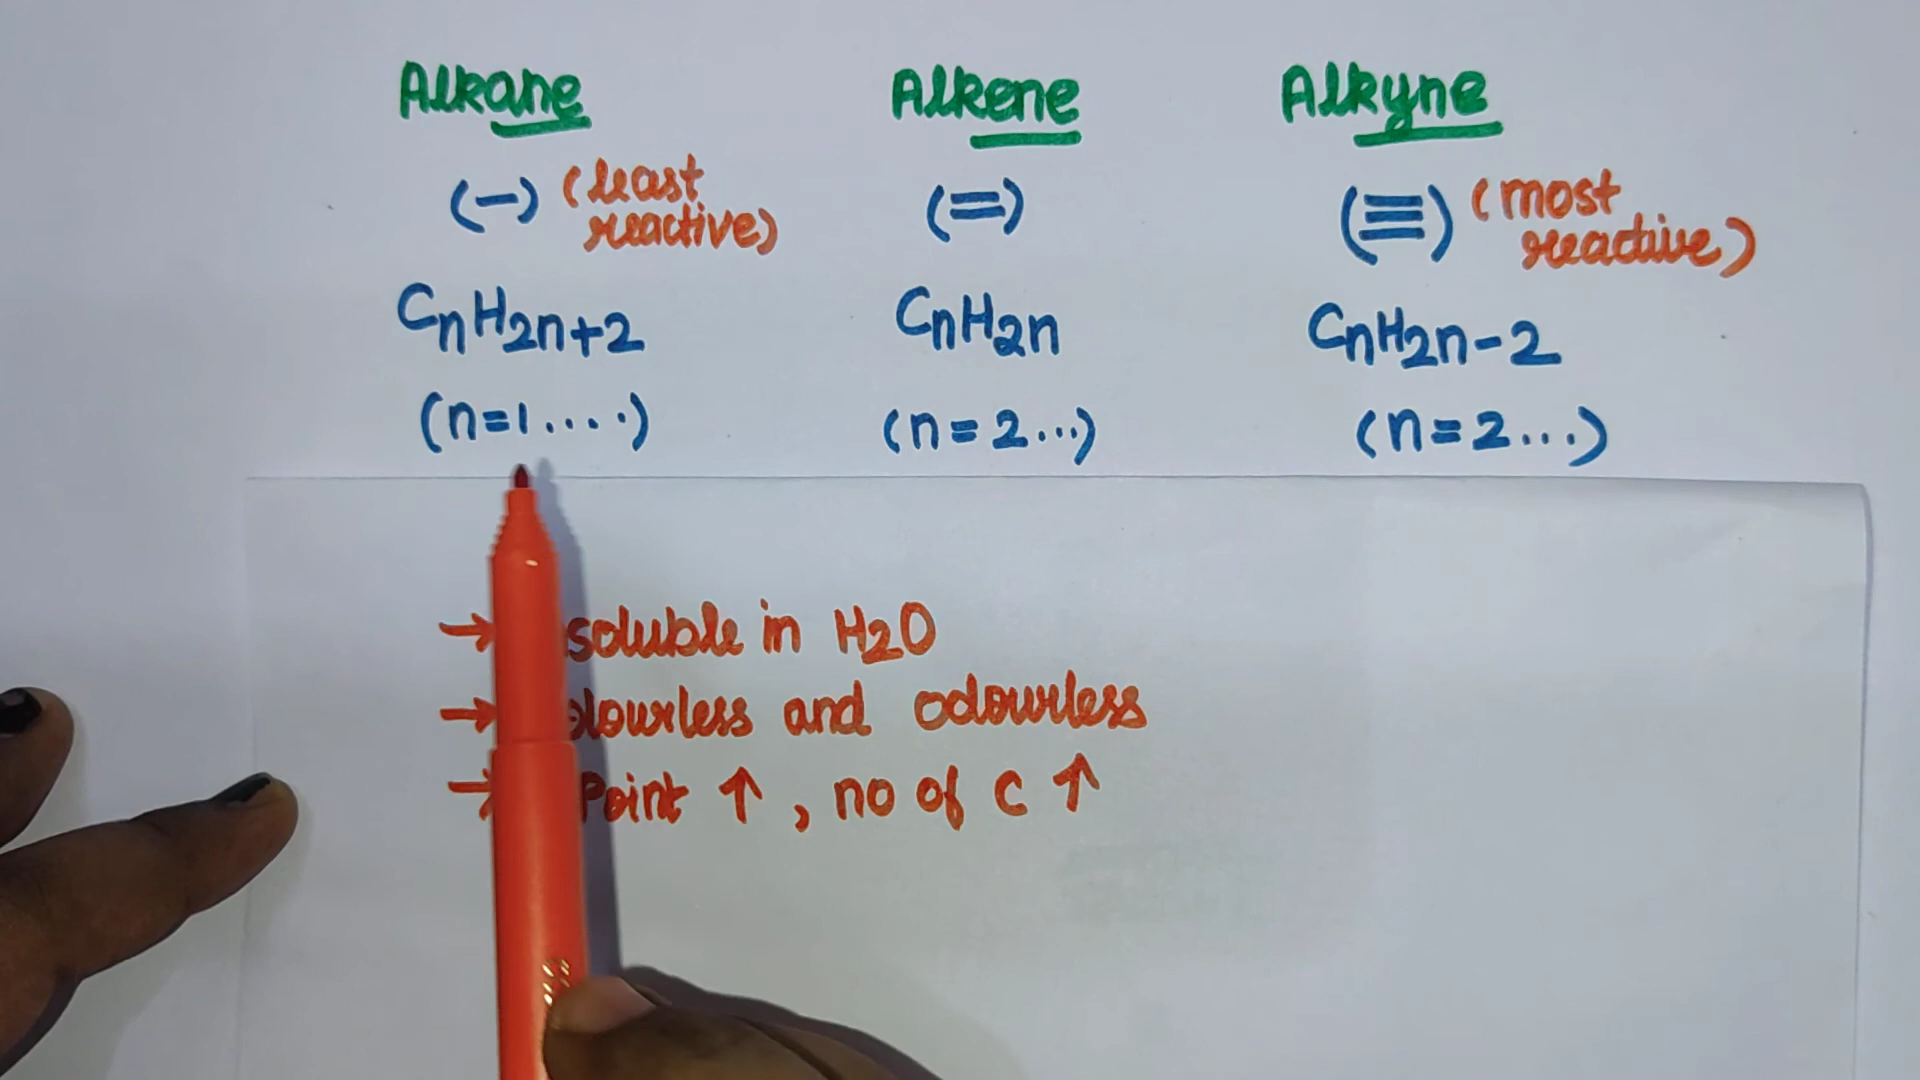 Alkane Alkene Alkyne
(-) (least reactive) (=) (≡) (most reactive)
CnH2n+2 CnH2n CnH2n-2
(n=1....) (n=2...) (n=2...)
→ soluble in H2O
→ olourless and odourless
→ Point ↑, no of c ↑